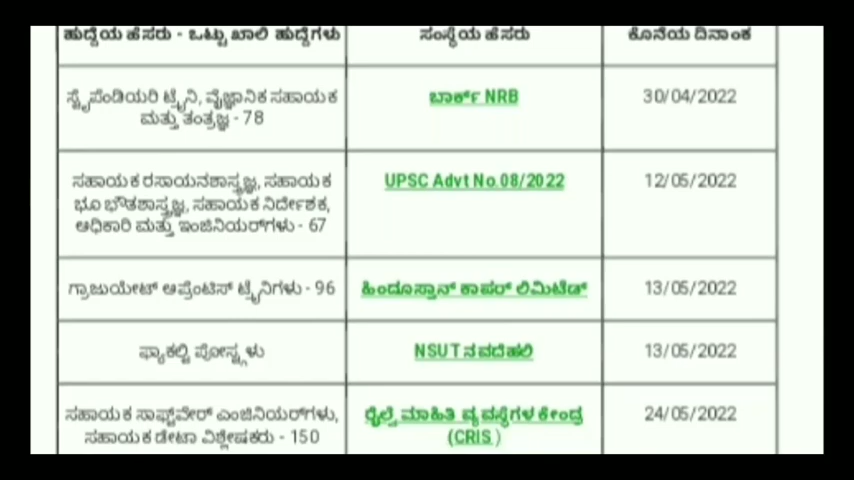 ಹುದ್ದೆಯ ಹೆಸರು - ಒಟ್ಟು ಖಾಲಿ ಹುದ್ದೆಗಳು
ಸಂಸ್ಥೆಯ ಹೆಸರು
ಕೊನೆಯ ದಿನಾಂಕ
ಸ್ಟೈಪೆಂಡಿಯರಿ ಟ್ರೈನಿ, ವೈಜ್ಞಾನಿಕ ಸಹಾಯಕ
ಮತ್ತು ತಂತ್ರಜ್ಞ - 78
ಬಾರ್ಕ್ NRB
30/04/2022
ಸಹಾಯಕ ರಸಾಯನಶಾಸ್ತ್ರಜ್ಞ, ಸಹಾಯಕ
ಭೂ ಭೌತಶಾಸ್ತ್ರಜ್ಞ, ಸಹಾಯಕ ನಿರ್ದೇಶಕ,
ಅಧಿಕಾರಿ ಮತ್ತು ಇಂಜಿನಿಯರ್‌ಗಳು - 67
UPSC Advt No.08/2022
12/05/2022
ಗ್ರಾಜುಯೇಟ್ ಅಪ್ರೆಂಟಿಸ್ ಟ್ರೈನಿಗಳು - 96
ಹಿಂದೂಸ್ತಾನ್ ಕಾಪರ್ ಲಿಮಿಟೆಡ್
13/05/2022
ಫ್ಯಾಕಲ್ಟಿ ಪೋಸ್ಟ್ಗಳು
NSUT ನವದೆಹಲಿ
13/05/2022
ಸಹಾಯಕ ಸಾಫ್ಟ್‌ವೇರ್ ಎಂಜಿನಿಯರ್‌ಗಳು,
ಸಹಾಯಕ ಡೇಟಾ ವಿಶ್ಲೇಷಕರು - 150
ರೈಲ್ವೆ ಮಾಹಿತಿ ವ್ಯವಸ್ಥೆಗಳ ಕೇಂದ್ರ
(CRIS )
24/05/2022